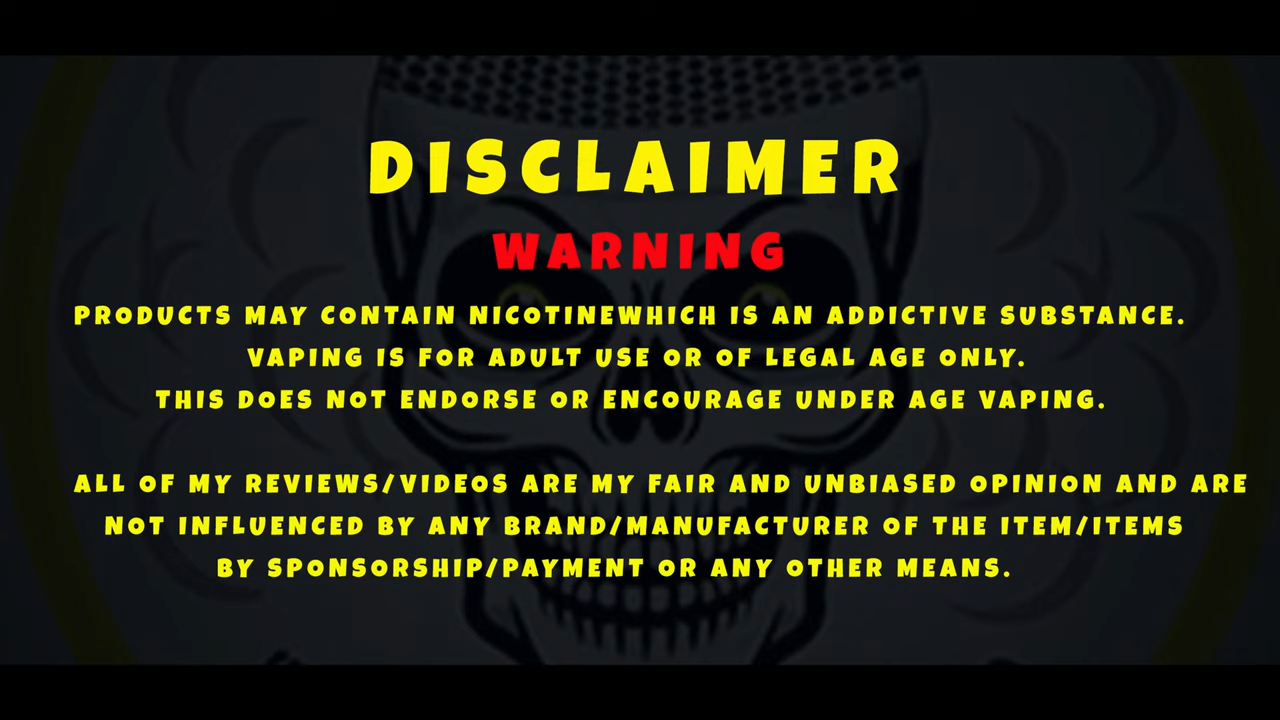 DISCLAIMER
WARNING
PRODUCTS MAY CONTAIN NICOTINEWHICH IS AN ADDICTIVE SUBSTANCE.
VAPING IS FOR ADULT USE OR OF LEGAL AGE ONLY.
THIS DOES NOT ENDORSE OR ENCOURAGE UNDER AGE VAPING.
ALL OF MY REVIEWS/VIDEOS ARE MY FAIR AND UNBIASED OPINION AND ARE
NOT INFLUENCED BY ANY BRAND/MANUFACTURER OF THE ITEM/ITEMS
BY SPONSORSHIP/PAYMENT OR ANY OTHER MEANS.